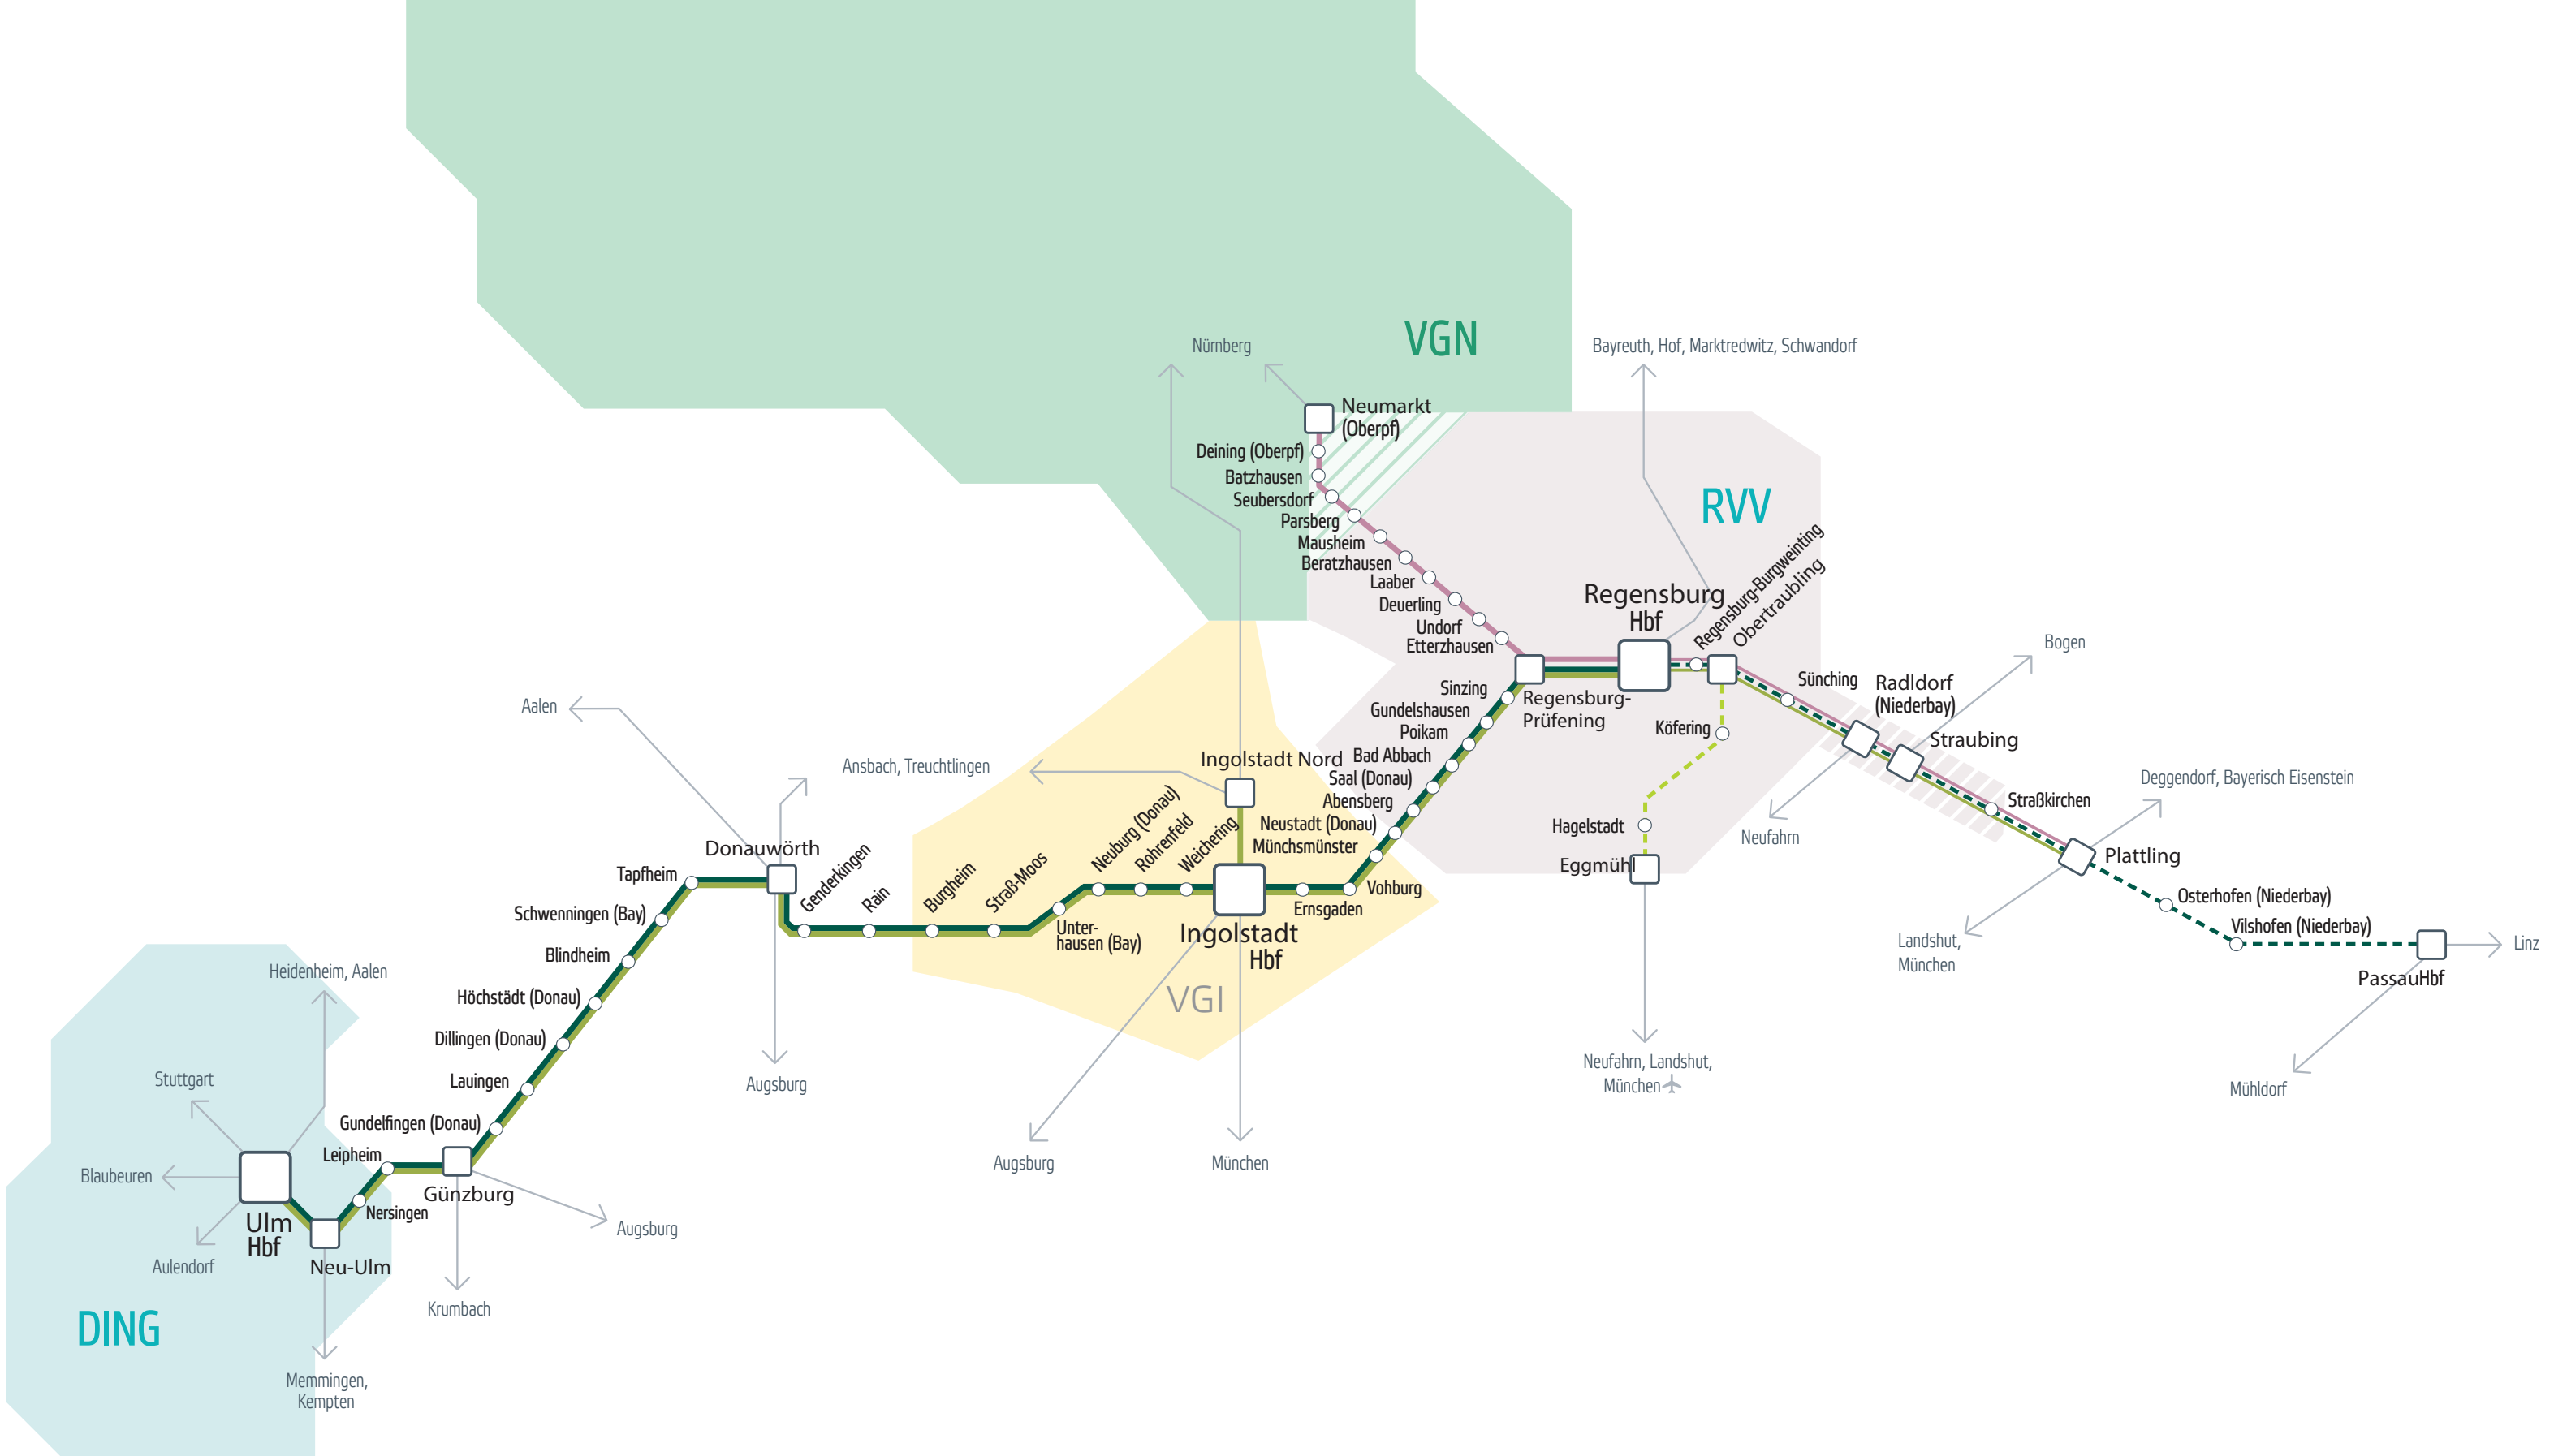 VGN
Nürnberg
Bayreuth, Hof, Marktredwitz, Schwandorf
Neumarkt
(Oberpf)
Deining (Oberpf)
Batzhausen
Seubersdorf
Parsberg
Mausheim
Beratzhausen
Laaber
Deuerling
Undorf
Etterzhausen
RVV
Regensburg
Hbf
Regensburg-Burgweinting
Obertraubling
Bogen
Sinzing
Gundelshausen
Poikam
Bad Abbach
Saal (Donau)
Abensberg
Neustadt (Donau)
Münchsmünster
Regensburg-
Prüfening
Köfering
Hagelstadt
Eggmühl
Sünching
Radldorf
(Niederbay)
Straubing
Neufahrn
Straßkirchen
Deggendorf, Bayerisch Eisenstein
Plattling
Osterhofen (Niederbay)
Vilshofen (Niederbay)
Landshut,
München
PassauHbf
Linz
Mühldorf
Neufahrn, Landshut,
München
Aalen
Ansbach, Treuchtlingen
Ingolstadt Nord
Donauwörth
Genderkingen
Rain
Burgheim
Straß-Moos
Neuburg (Donau)
Rohrenfeld
Weichering
Unter-
hausen (Bay)
Ingolstadt
Hbf
Ernsgaden
Vohburg
VGI
Augsburg
Augsburg
München
Tapfheim
Schwenningen (Bay)
Blindheim
Höchstädt (Donau)
Dillingen (Donau)
Lauingen
Gundelfingen (Donau)
Leipheim
Günzburg
Nersingen
Augsburg
Krumbach
Heidenheim, Aalen
Stuttgart
Blaubeuren
Ulm
Hbf
Aulendorf
Neu-Ulm
DING
Memmingen,
Kempten